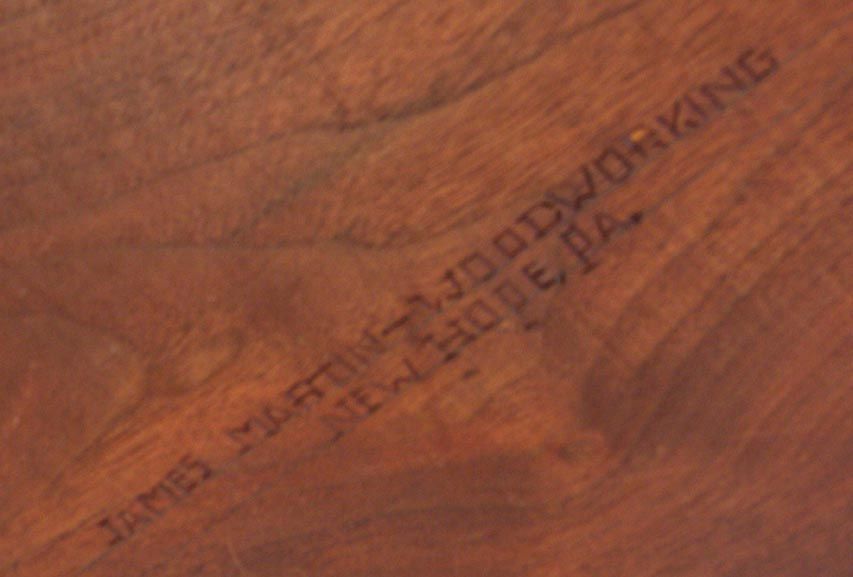 JAMES MARTIN-WOODWORKING
NEW HOPE, PA.